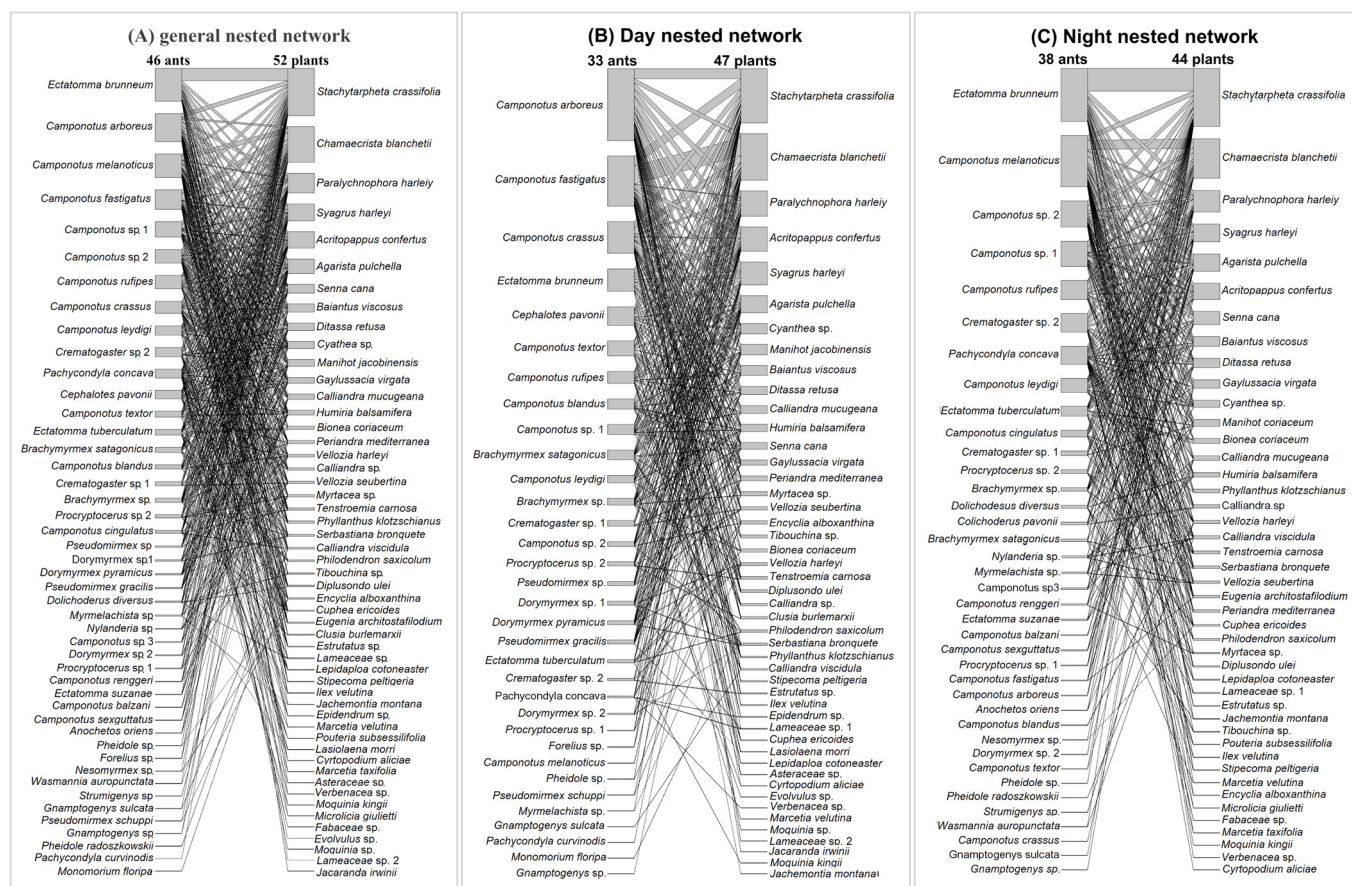 (A) general nested network
46 ants
52 plants
Ectatomma brunneum
Camponotus arboreus
Camponotus melanoticus
Camponotus fastigatus
Camponotus sp. 1
Camponotus sp. 2
Camponotus rufipes
Camponotus crassus
Camponotus leydigi
Crematogaster sp. 2
Pachycondyla concava
Cephalotes pavonii
Camponotus textor
Ectatomma tuberculatum
Brachymyrmex satagonicus
Camponotus blandus
Crematogaster sp. 1
Brachymyrmex sp.
Procryptocerus sp. 2
Camponotus cingulatus
Pseudomirmex sp
Dorymyrmex sp.1
Dorymyrmex pyramicus
Pseudomirmex gracilis
Dolichoderus diversus
Myrmelachista sp
Nylanderia sp
Camponotus sp. 3
Dorymyrmex sp. 2
Procryptocerus sp. 1
Camponotus renggeri
Ectatomma suzanae
Camponotus balzani
Camponotus sexguttatus
Anochetos oriens
Pheidole sp.
Forelius sp.
Nesomyrmex sp.
Wasmannia auropunctata
Strumigenys sp
Gnamptogenys sulcata
Pseudomirmex schuppi
Gnamptogenys sp
Pheidole radoszkowskii
Pachycondyla curvinodis
Monomorium floripa
Stachytarpheta crassifolia
Chamaecrista blanchetii
Paralychnophora harleiy
Syagrus harleyi
Acritopappus confertus
Agarista pulchella
Senna cana
Baiantus viscosus
Ditassa retusa
Cyathea sp.
Manihot jacobinensis
Gaylussacia virgata
Calliandra mucugeana
Humiria balsamifera
Bionea coriaceum
Periandra mediterranea
Vellozia harleyi
Calliandra sp.
Vellozia seubertina
Myrtacea sp.
Tenstroemia carnosa
Phyllanthus klotzschianus
Serbastiana bronquete
Calliandra viscidula
Philodendron saxicolum
Tibouchina sp.
Diplusondo ulei
Encyclia alboxanthina
Cuphea ericoides
Eugenia architostafilodium
Clusia burlemarxii
Estrutatus sp.
Lameaceae sp.
Lepidaploa cotoneaster
Stipecoma peltigeria
Ilex velutina
Jachemontia montana
Epidendrum sp.
Marcetia velutina
Pouteria subsessilifolia
Lasiolaena morri
Cyrtopodium aliciae
Marcetia taxifolia
Asteraceae sp.
Verbenacea sp.
Moquinia kingii
Microlicia giulietti
Fabaceae sp.
Evolvulus sp.
Moquinia sp.
Lameaceae sp. 2
Jacaranda irwinii
(B) Day nested network
33 ants
47 plants
Camponotus arboreus
Camponotus fastigatus
Camponotus crassus
Ectatomma brunneum
Cephalotes pavonii
Camponotus textor
Camponotus rufipes
Camponotus blandus
Camponotus sp. 1
Brachymyrmex satagonicus
Camponotus leydigi
Brachymyrmex sp.
Crematogaster sp. 1
Camponotus sp. 2
Procryptocerus sp. 2
Pseudomirmex sp.
Dorymyrmex sp. 1
Dorymyrmex pyramicus
Pseudomirmex gracilis
Ectatomma tuberculatum
Crematogaster sp. 2
Pachycondyla concava
Dorymyrmex sp. 2
Procryptocerus sp. 1
Forelius sp.
Camponotus melanoticus
Pheidole sp.
Pseudomirmex schuppi
Myrmelachista sp.
Gnamptogenys sulcata
Pachycondyla curvinodis
Monomorium floripa
Gnamptogenys sp.
Stachytarpheta crassifolia
Chamaecrista blanchetii
Paralychnophora harleiy
Acritopappus confertus
Syagrus harleyi
Agarista pulchella
Cyanthea sp.
Manihot jacobinensis
Baiantus viscosus
Ditassa retusa
Calliandra mucugeana
Humiria balsamifera
Senna cana
Gaylussacia virgata
Periandra mediterranea
Myrtacea sp.
Vellozia seubertina
Encyclia alboxanthina
Tibouchina sp.
Bionea coriaceum
Vellozia harleyi
Tenstroemia carnosa
Diplusondo ulei
Calliandra sp.
Clusia burlemarxii
Philodendron saxicolum
Serbastiana bronquete
Phyllanthus klotzschianus
Calliandra viscidula
Stipecoma peltigeria
Estrutatus sp.
Ilex velutina
Epidendrum sp.
Lameaceae sp. 1
Cuphea ericoides
Lasiolaena morri
Lepidaploa cotoneaster
Asteraceae sp.
Cyrtopodium aliciae
Evolvulus sp.
Verbenacea sp.
Marcetia velutina
Moquinia sp.
Lameaceae sp. 2
Jacaranda irwinii
Moquinia kingii
Jachemontia montana
(C) Night nested network
38 ants
44 plants
Ectatomma brunneum
Camponotus melanoticus
Camponotus sp. 2
Camponotus sp. 1
Camponotus rufipes
Crematogaster sp. 2
Pachycondyla concava
Camponotus leydigi
Ectatomma tuberculatum
Camponotus cingulatus
Crematogaster sp. 1
Procryptocerus sp. 2
Brachymyrmex sp.
Dolichodesus diversus
Colichoderus pavonii
Brachymyrmex satagonicus
Nylanderia sp.
Myrmelachista sp.
Camponotus sp3
Camponotus renggeri
Ectatomma suzanae
Camponotus balzani
Camponotus sexguttatus
Procryptocerus sp. 1
Camponotus fastigatus
Camponotus arboreus
Anochetos oriens
Camponotus blandus
Nesomyrmex sp.
Dorymyrmex sp. 2
Camponotus textor
Pheidole sp.
Pheidole radoszkowskii
Strumigenys sp.
Wasmannia auropunctata
Camponotus crassus
Gnamptogenys sulcata
Gnamptogenys sp.
Stachytarpheta crassifolia
Chamaecrista blanchetii
Paralychnophora harleiy
Syagrus harleyi
Agarista pulchella
Acritopappus confertus
Senna cana
Baiantus viscosus
Ditassa retusa
Gaylussacia virgata
Cyanthea sp.
Manihot coriaceum
Bionea coriaceum
Calliandra mucugeana
Humiria balsamifera
Phyllanthus klotzschianus
Calliandra.sp
Vellozia harleyi
Calliandra viscidula
Tenstroemia carnosa
Serbastiana bronquete
Vellozia seubertina
Eugenia architostafilodium
Periandra mediterranea
Cuphea ericoides
Philodendron saxicolum
Myrtacea sp.
Diplusondo ulei
Lepidaploa cotoneaster
Lameaceae sp. 1
Estrutatus sp.
Jachemontia montana
Tibouchina sp.
Pouteria subsessilifolia
Ilex velutina
Stipecoma peltigeria
Marcetia velutina
Encyclia alboxanthina
Microlicia giulietti
Fabaceae sp.
Marcetia taxifolia
Moquinia kingii
Verbenacea sp.
Cyrtopodium aliciae